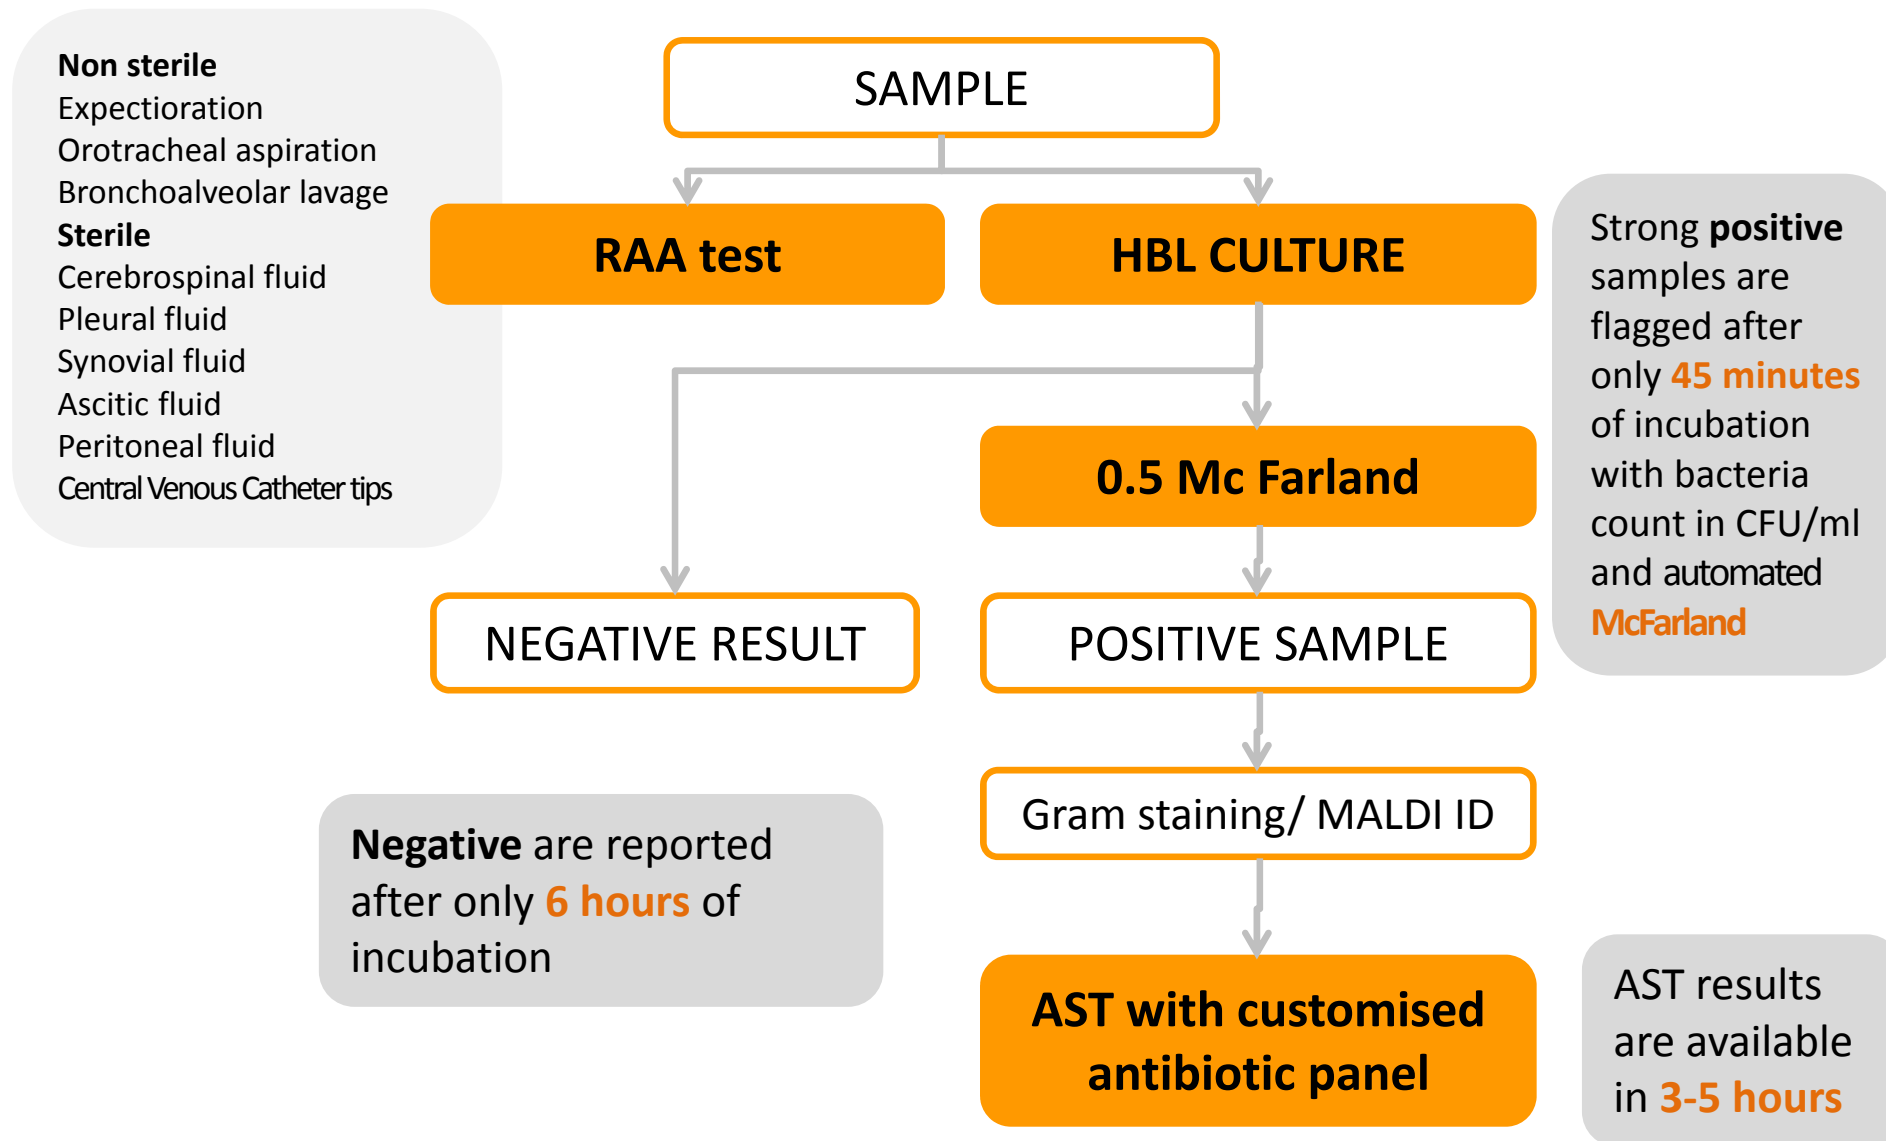 Non sterile
Expectioration
Orotracheal aspiration
Bronchoalveolar lavage
Sterile
Cerebrospinal fluid
Pleural fluid
Synovial fluid
Ascitic fluid
Peritoneal fluid
Central Venous Catheter tips
SAMPLE
RAA test
HBL CULTURE
Strong positive
samples are
flagged after
only 45 minutes
of incubation
with bacteria
count in CFU/ml
and automated
McFarland
0.5 Mc Farland
NEGATIVE RESULT
POSITIVE SAMPLE
Gram staining/ MALDI ID
Negative are reported
after only 6 hours of
incubation
AST with customised
antibiotic panel
AST results
are available
in 3-5 hours